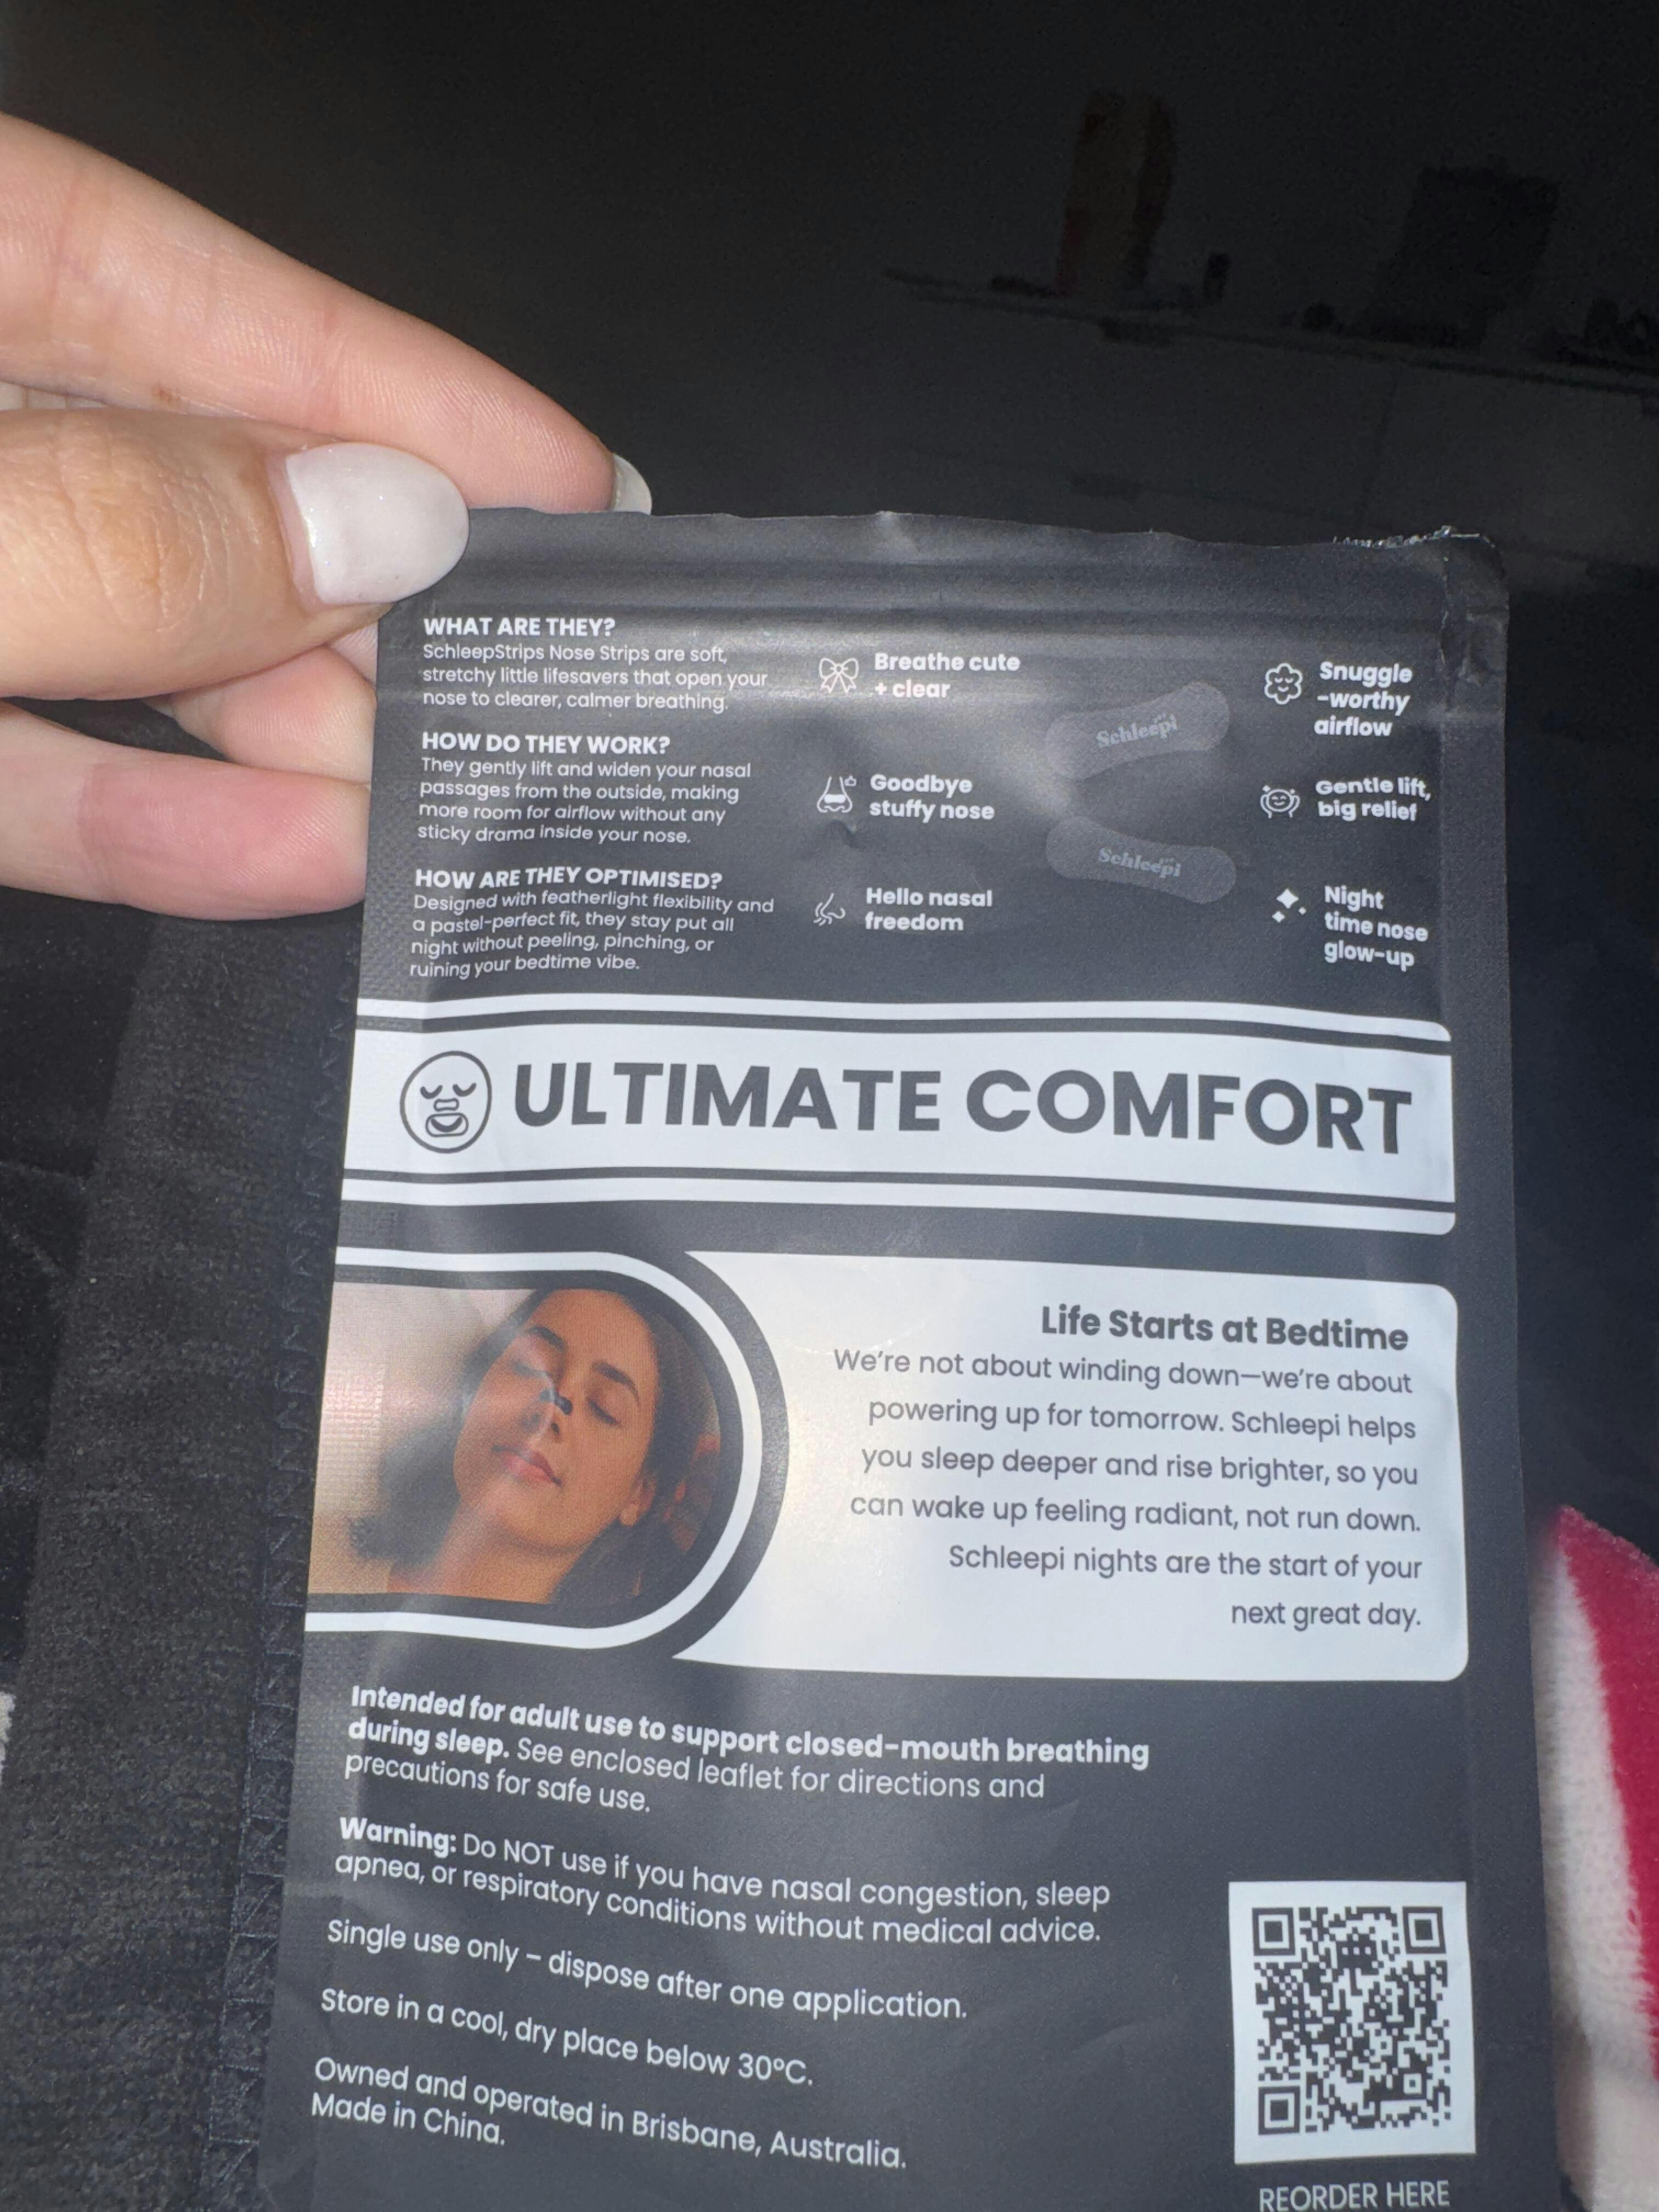 WHAT ARE THEY?
SchleepStrips Nose Strips are soft,
stretchy little lifesavers that open your
nose to clearer, calmer breathing.
HOW DO THEY WORK?
They gently lift and widen your nasal
passages from the outside, making
more room for airflow without any
sticky drama inside your nose.
HOW ARE THEY OPTIMISED?
Designed with featherlight flexibility and
a pastel-perfect fit, they stay put all
night without peeling, pinching, or
ruining your bedtime vibe.
Breathe cute
+ clear
Goodbye
stuffy nose
Hello nasal
freedom
Schleepi
Schleepi
Snuggle
-worthy
airflow
Gentle lift,
big relief
Night
time nose
glow-up
ULTIMATE COMFORT
Life Starts at Bedtime
We're not about winding down—we're about
powering up for tomorrow. Schleepi helps
you sleep deeper and rise brighter, so you
can wake up feeling radiant, not run down.
Schleepi nights are the start of your
next great day.
Intended for adult use to support closed-mouth breathing
during sleep. See enclosed leaflet for directions and
precautions for safe use.
Warning: Do NOT use if you have nasal congestion, sleep
apnea, or respiratory conditions without medical advice.
Single use only – dispose after one application.
Store in a cool, dry place below 30°C.
Owned and operated in Brisbane, Australia.
Made in China.
REORDER HERE